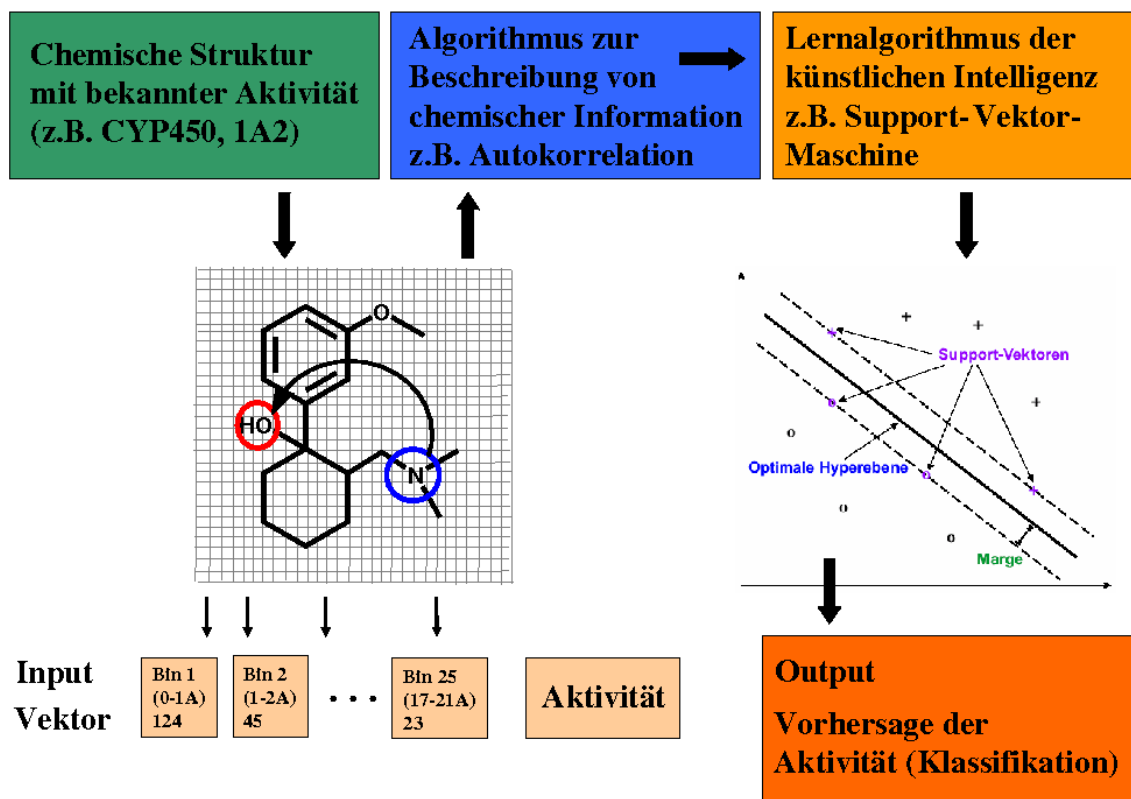 Chemische Struktur
mit bekannter Aktivität
(z.B. CYP450, 1A2)
Algorithmus zur
Beschreibung von
chemischer Information
z.B. Autokorrelation
Lernalgorithmus der
künstlichen Intelligenz
z.B. Support-Vektor-
Maschine
O
HO
N
Support-Vektoren
Optimale Hyperebene
Marge
Input
Vektor
Bin 1
(0-1A)
124
Bin 2
(1-2A)
45
• • •
Bin 25
(17-21A)
23
Aktivität
Output
Vorhersage der
Aktivität (Klassifikation)